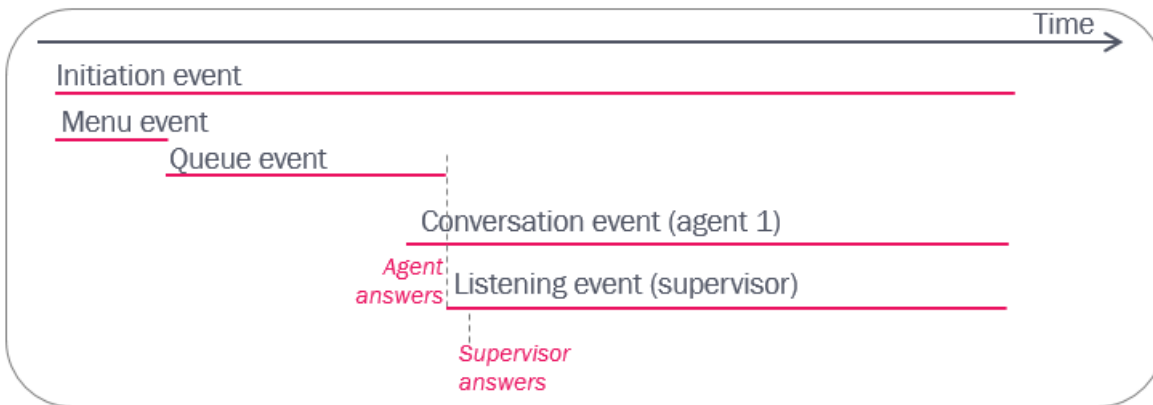 Time
Initiation event
Menu event
Queue event
Conversation event (agent 1)
Agent
answers
Listening event (supervisor)
Supervisor
answers